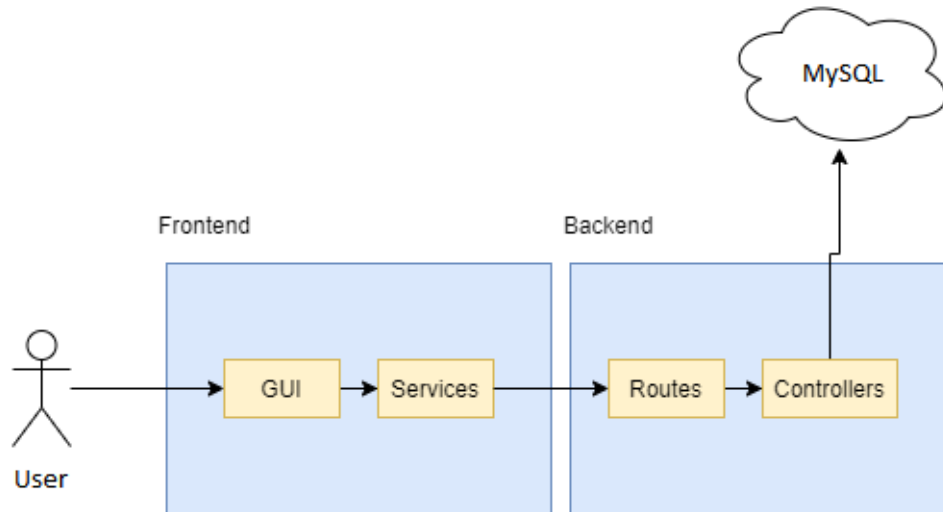 MySQL
Frontend
Backend
GUI
Services
Routes
Controllers
User